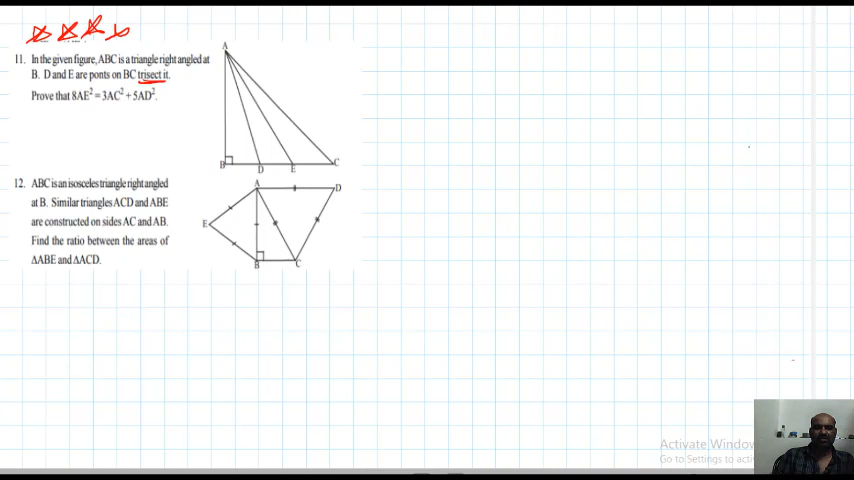 11. In the given figure, ABC is a triangle right angled at
B. D and E are ponts on BC trisect it.
Prove that 8AE² = 3AC² + 5AD².
A
B
D
E
C
12. ABC is an isosceles triangle right angled
at B. Similar triangles ACD and ABE
are constructed on sides AC and AB.
Find the ratio between the areas of
ΔABE and ΔACD.
A
D
E
B
C
Activate Window
Go to Settings to acti